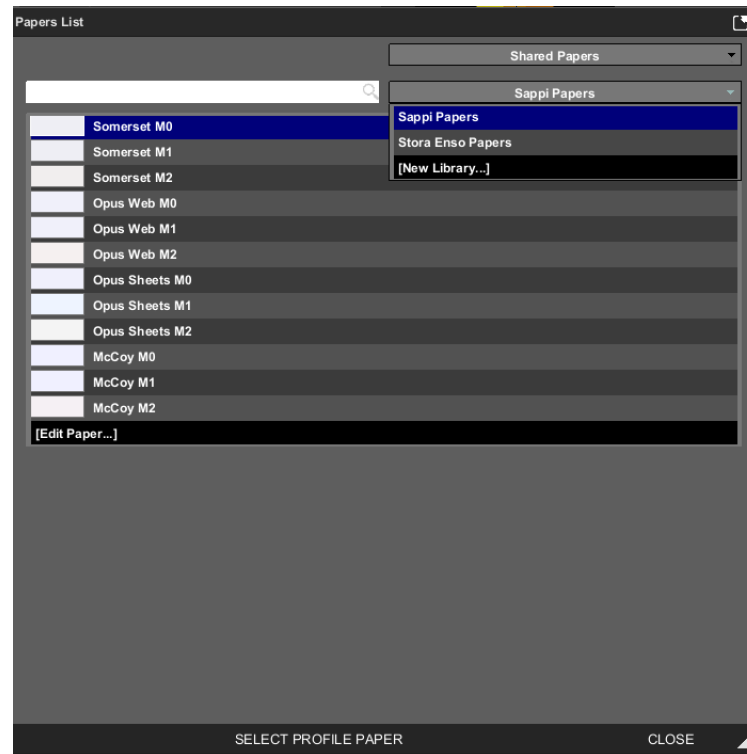 Papers List
Shared Papers
Sappi Papers
Sappi Papers
Stora Enso Papers
[New Library...]
Somerset M0
Somerset M1
Somerset M2
Opus Web M0
Opus Web M1
Opus Web M2
Opus Sheets M0
Opus Sheets M1
Opus Sheets M2
McCoy M0
McCoy M1
McCoy M2
[Edit Paper...]
SELECT PROFILE PAPER
CLOSE